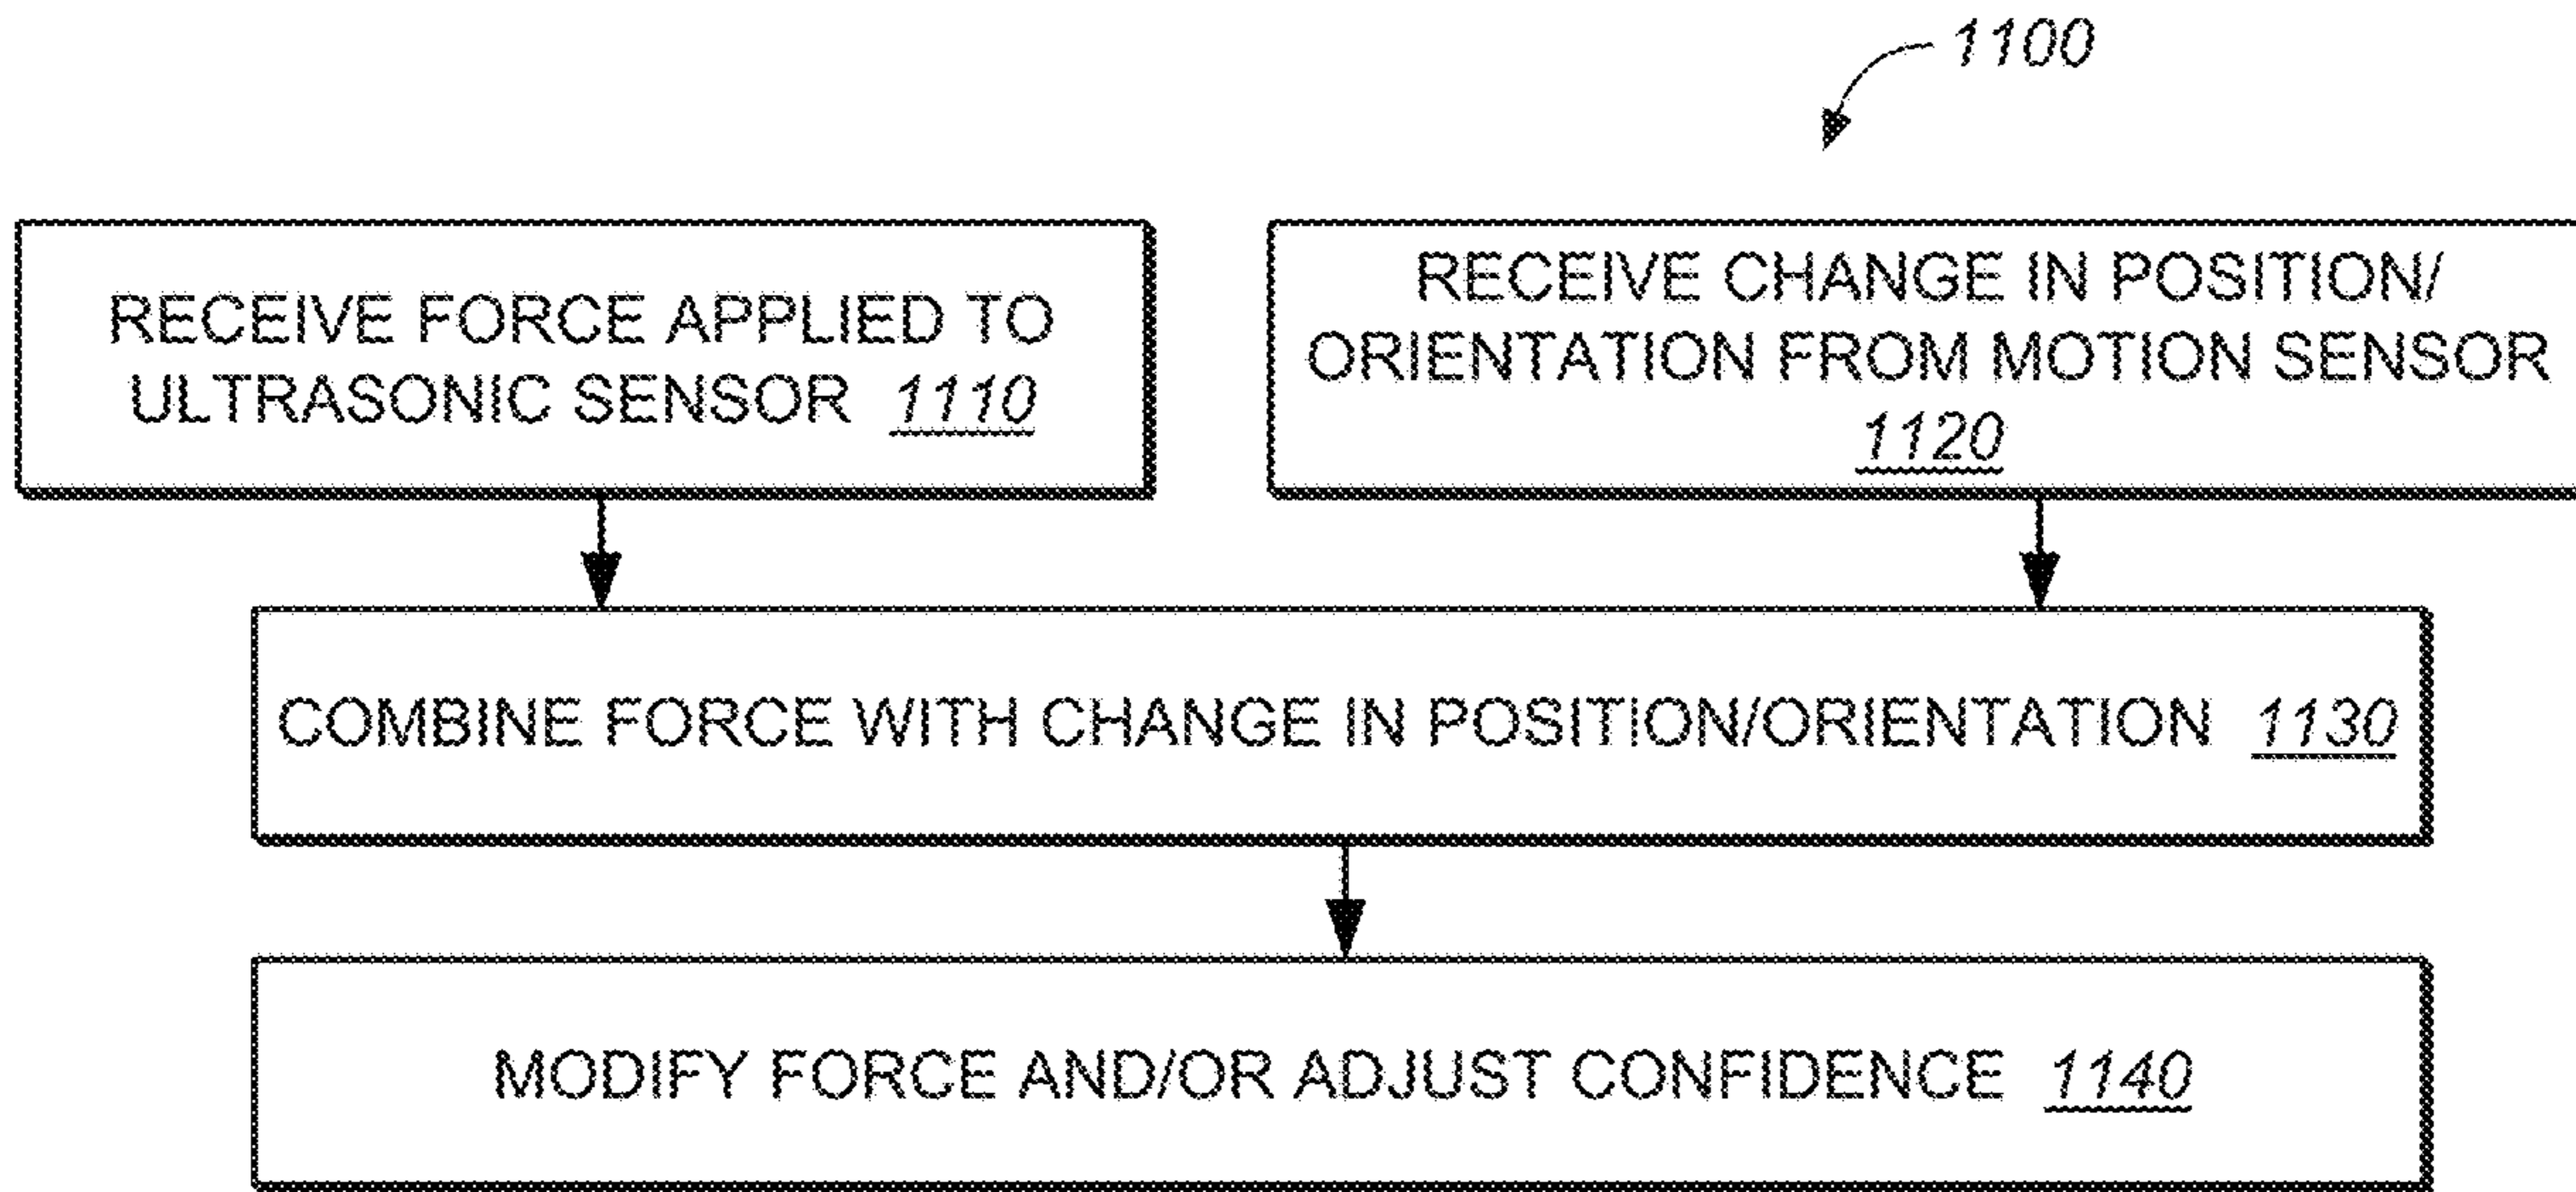 1100
RECEIVE FORCE APPLIED TO
ULTRASONIC SENSOR 1110
RECEIVE CHANGE IN POSITION/
ORIENTATION FROM MOTION SENSOR
1120
COMBINE FORCE WITH CHANGE IN POSITION/ORIENTATION 1130
MODIFY FORCE AND/OR ADJUST CONFIDENCE 1140